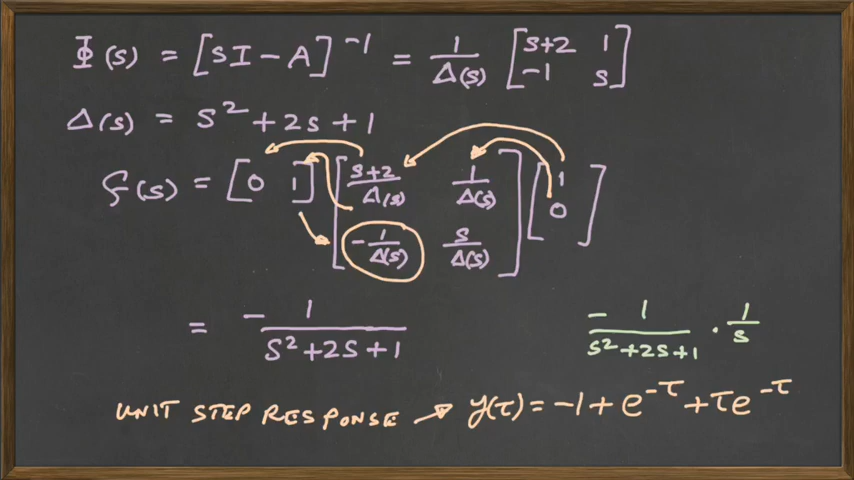 Φ(s) = [sI - A]⁻¹ = 1/Δ(s) [s+2 1; -1 s]
Δ(s) = s² + 2s + 1
G(s) = [0 1] [s+2/Δ(s) 1/Δ(s); -1/Δ(s) s/Δ(s)] [1; 0]
= - 1/(s²+2s+1) - 1/(s²+2s+1) · 1/s
UNIT STEP RESPONSE → y(τ) = -1 + e^-τ + τe^-τ